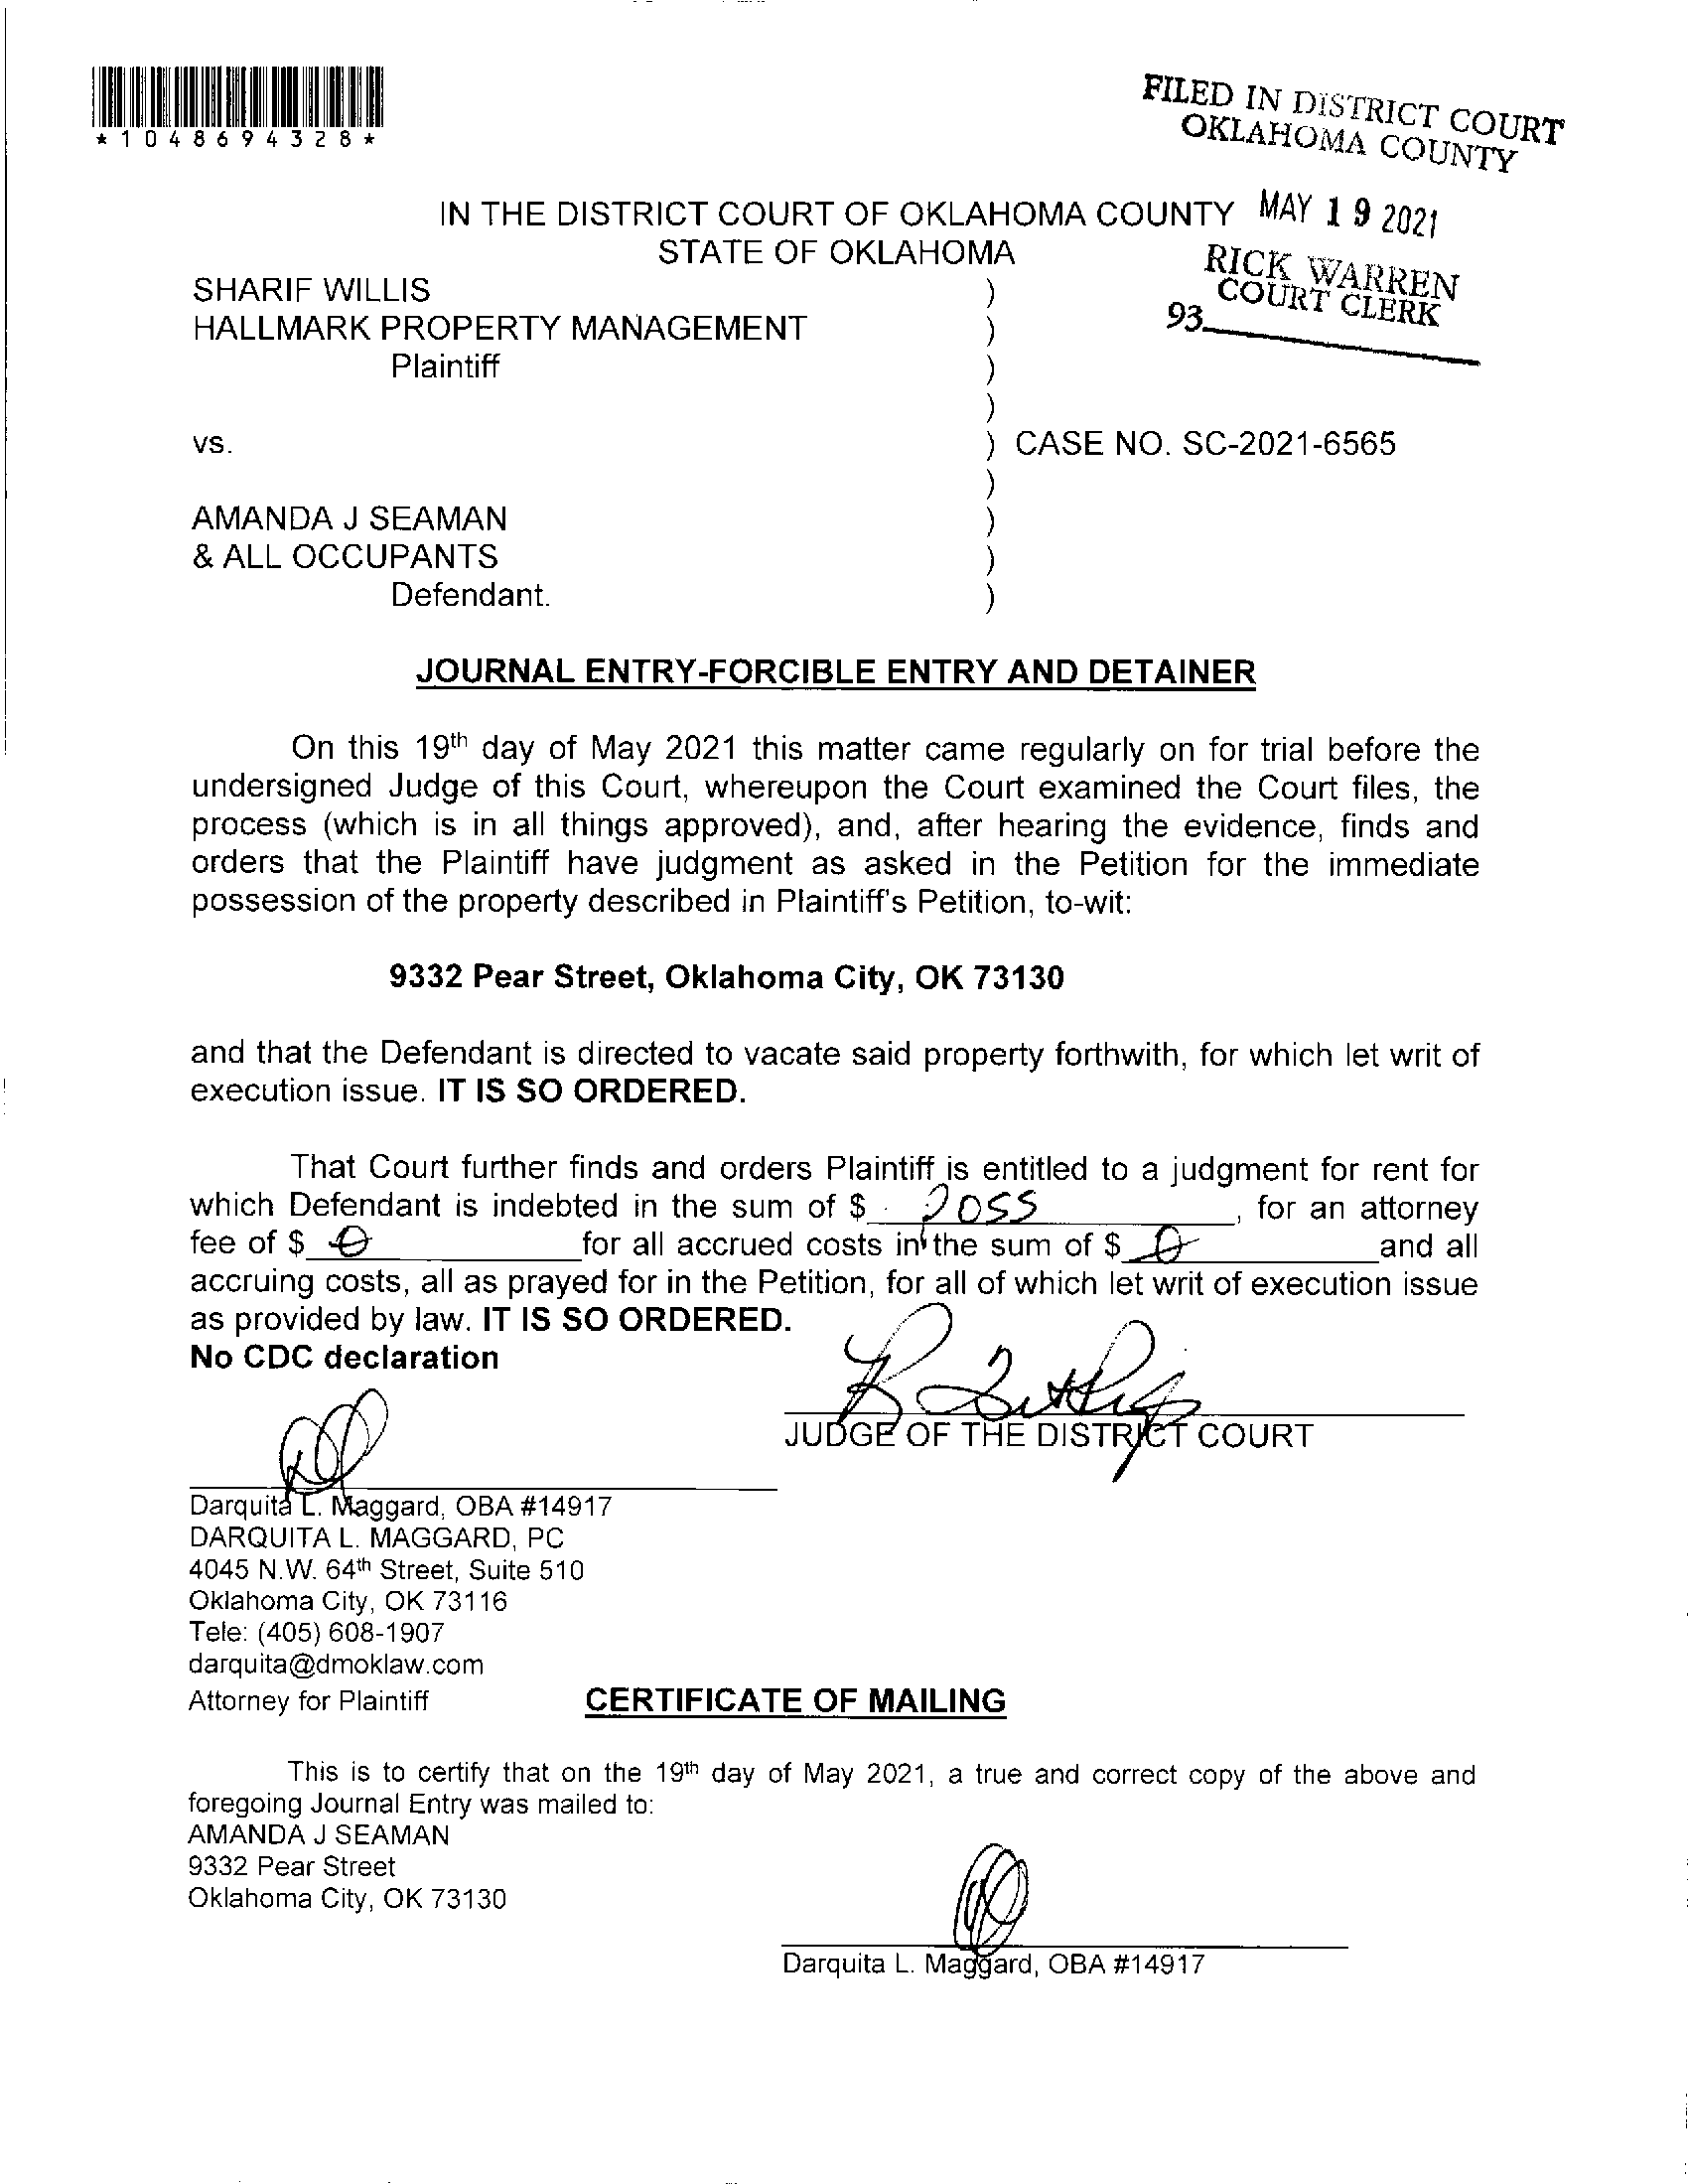 *1048694328*
FILED IN DISTRICT COURT
OKLAHOMA COUNTY
MAY 19 2021
RICK WARREN
COURT CLERK
93
IN THE DISTRICT COURT OF OKLAHOMA COUNTY
STATE OF OKLAHOMA
SHARIF WILLIS )
HALLMARK PROPERTY MANAGEMENT )
Plaintiff )
)
vs. ) CASE NO. SC-2021-6565
)
AMANDA J SEAMAN )
& ALL OCCUPANTS )
Defendant. )
JOURNAL ENTRY-FORCIBLE ENTRY AND DETAINER
On this 19th day of May 2021 this matter came regularly on for trial before the
undersigned Judge of this Court, whereupon the Court examined the Court files, the
process (which is in all things approved), and, after hearing the evidence, finds and
orders that the Plaintiff have judgment as asked in the Petition for the immediate
possession of the property described in Plaintiff's Petition, to-wit:
9332 Pear Street, Oklahoma City, OK 73130
and that the Defendant is directed to vacate said property forthwith, for which let writ of
execution issue. IT IS SO ORDERED.
That Court further finds and orders Plaintiff is entitled to a judgment for rent for
which Defendant is indebted in the sum of $ , for an attorney
fee of $ 0 for all accrued costs in the sum of $ 0 and all
accruing costs, all as prayed for in the Petition, for all of which let writ of execution issue
as provided by law. IT IS SO ORDERED.
No CDC declaration
JUDGE OF THE DISTRICT COURT
Darquita L. Maggard, OBA #14917
DARQUITA L. MAGGARD, PC
4045 N.W. 64th Street, Suite 510
Oklahoma City, OK 73116
Tele: (405) 608-1907
darquita@dmoklaw.com
Attorney for Plaintiff
CERTIFICATE OF MAILING
This is to certify that on the 19th day of May 2021, a true and correct copy of the above and
foregoing Journal Entry was mailed to:
AMANDA J SEAMAN
9332 Pear Street
Oklahoma City, OK 73130
Darquita L. Maggard, OBA #14917